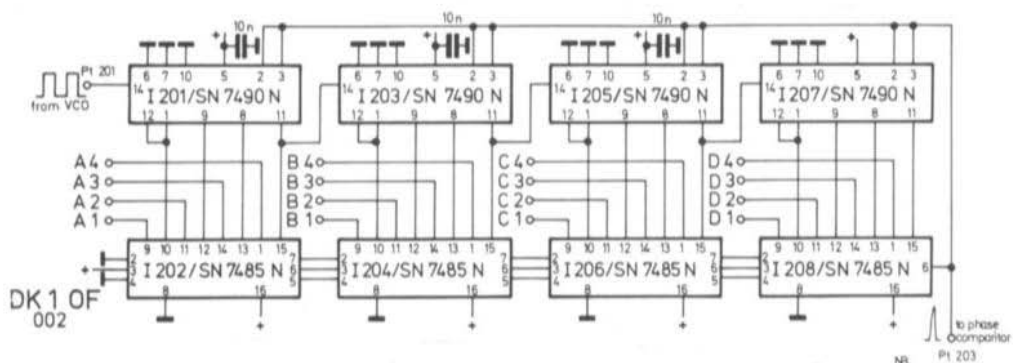 10 n 10 n 10 n
+ + + +
6 7 10 5 2 3 6 7 10 5 2 3 6 7 10 5 2 3 6 7 10 5 2 3
Pt 201
14 I 201/SN 7490 N 14 I 203/SN 7490 N 14 I 205/SN 7490 N 14 I 207/SN 7490 N
from VCO
12 1 9 8 11 12 1 9 8 11 12 1 9 8 11 12 1 9 8 11
A 4 B 4 C 4 D 4
A 3 B 3 C 3 D 3
A 2 B 2 C 2 D 2
A 1 B 1 C 1 D 1
9 10 11 12 14 13 1 15 9 10 11 12 14 13 1 15 9 10 11 12 14 13 1 15 9 10 11 12 14 13 1 15
2 7 2 7 2 7 2
+ 3 I 202/SN 7485 N 6 3 I 204/SN 7485 N 6 3 I 206/SN 7485 N 6 3 I 208/SN 7485 N 6
4 5 4 5 4 5 4
8 16 8 16 8 16 8 16
DK 1 OF
002
+ + + +
to phase
comparitor
Pt 203
NB